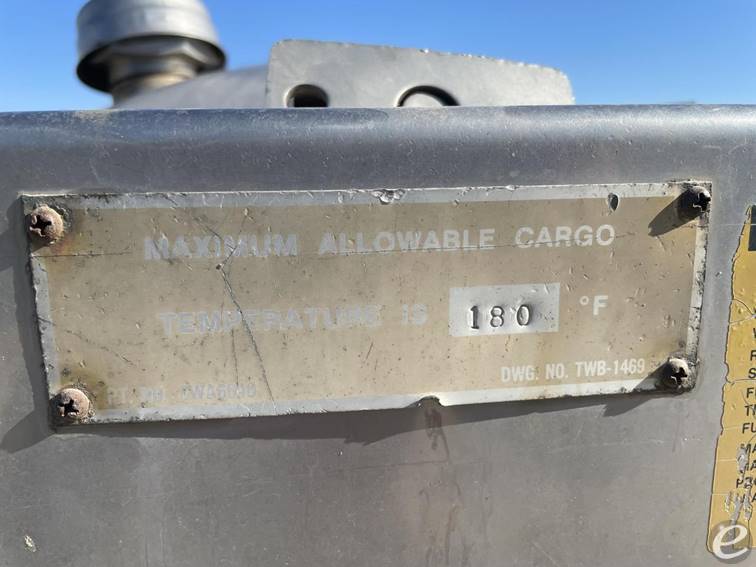 MAXIMUM ALLOWABLE CARGO
TEMPERATURE IS 180 °F
DWG. NO. TWB-1469